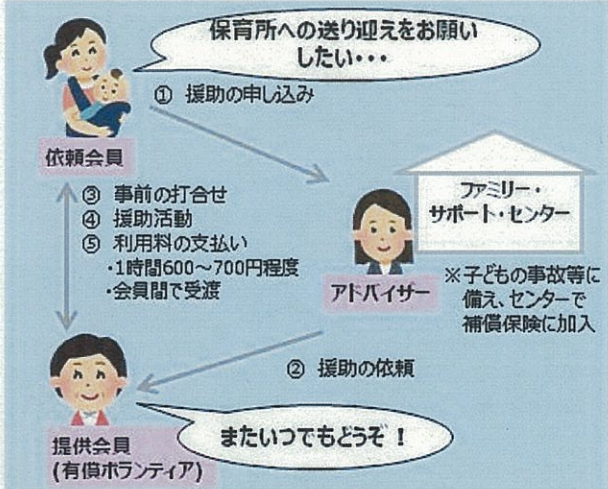 保育所への送り迎えをお願い
したい・・・
① 援助の申し込み
依頼会員
③ 事前の打合せ
④ 援助活動
⑤ 利用料の支払い
・1時間600～700円程度
・会員間で受渡
ファミリー・
サポート・センター
アドバイザー
※子どもの事故等に
備え、センターで
補償保険に加入
② 援助の依頼
提供会員
(有償ボランティア)
またいつでもどうぞ！